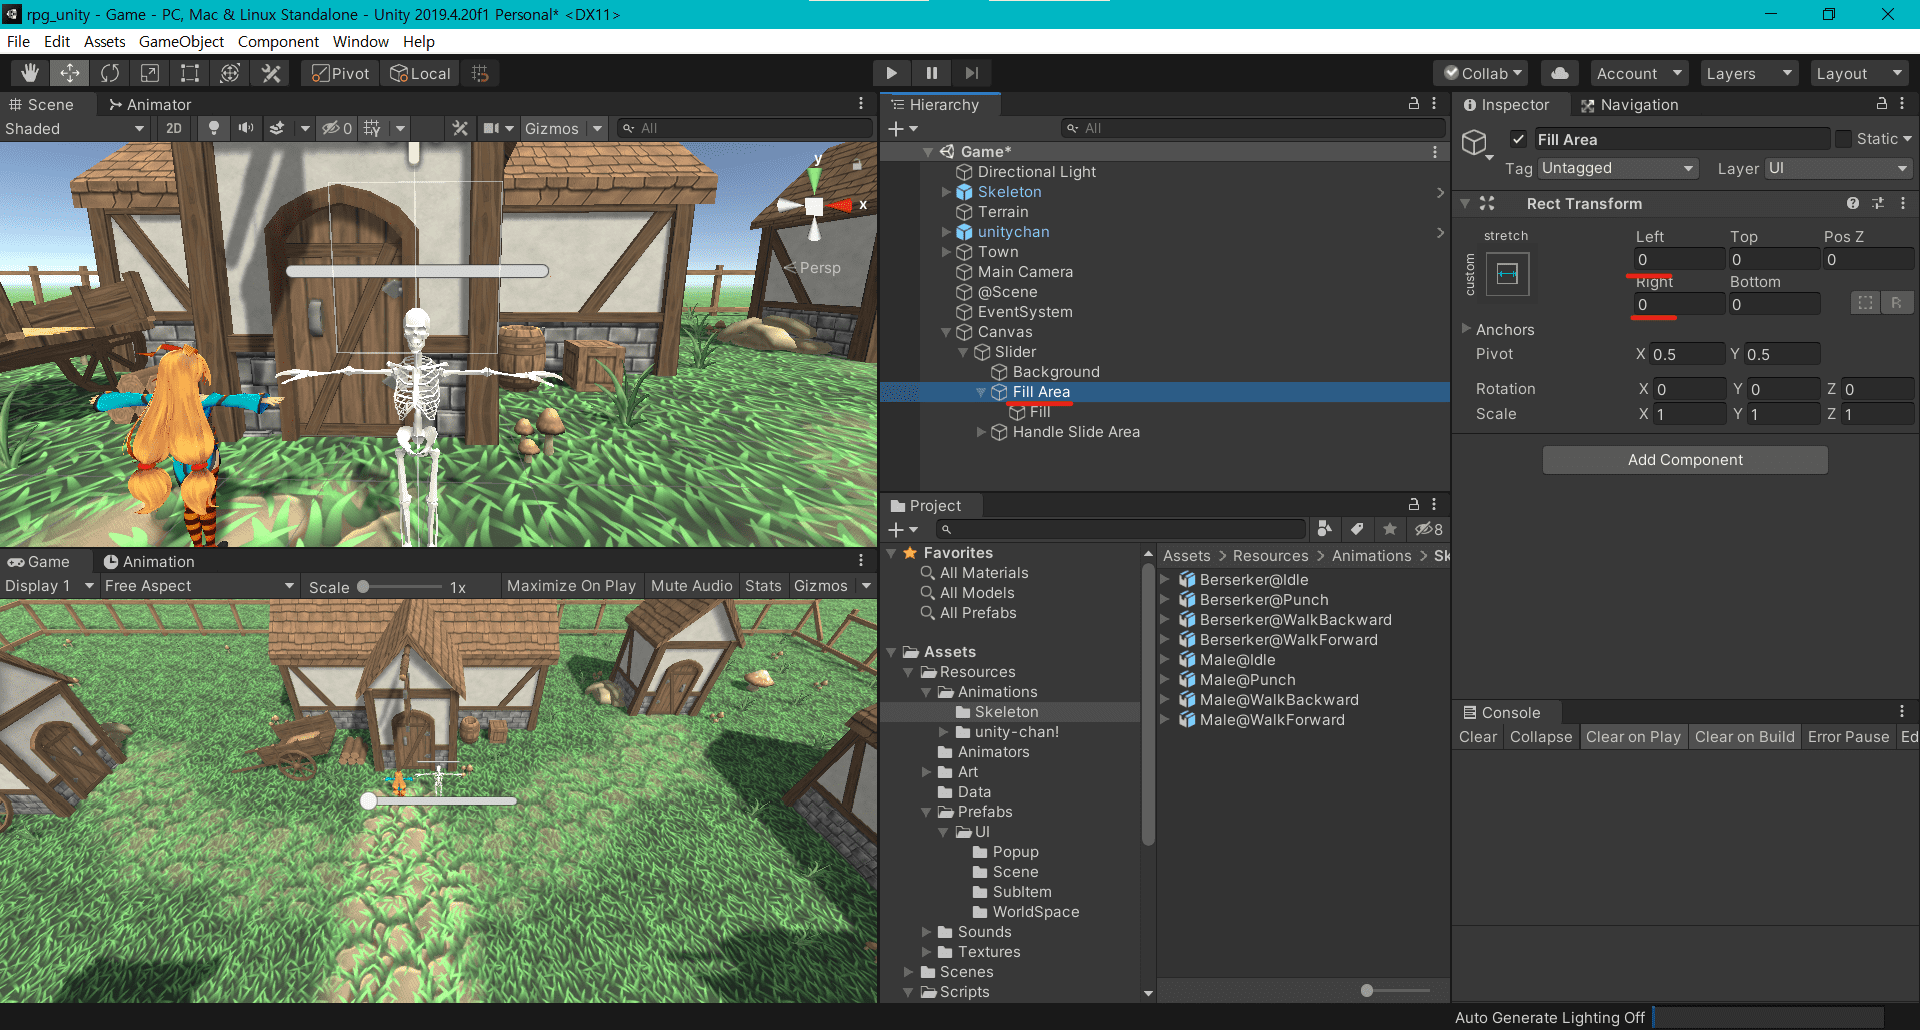 rpg_unity - Game - PC, Mac & Linux Standalone - Unity 2019.4.20f1 Personal* <DX11>
File Edit Assets GameObject Component Window Help
Pivot Local Collab Account Layers Layout
Scene Animator
Shaded 2D 0 Gizmos All
y
x
Persp
Game Animation
Display 1 Free Aspect Scale 1x Maximize On Play Mute Audio Stats Gizmos
Hierarchy
All
Game*
Directional Light
Skeleton
Terrain
unitychan
Town
Main Camera
@Scene
EventSystem
Canvas
Slider
Background
Fill Area
Fill
Handle Slide Area
Project
8
Favorites
All Materials
All Models
All Prefabs
Assets
Resources
Animations
Skeleton
unity-chan!
Animators
Art
Data
Prefabs
UI
Popup
Scene
SubItem
WorldSpace
Sounds
Textures
Scenes
Scripts
Assets > Resources > Animations > Sk
Berserker@Idle
Berserker@Punch
Berserker@WalkBackward
Berserker@WalkForward
Male@Idle
Male@Punch
Male@WalkBackward
Male@WalkForward
Inspector Navigation
Fill Area Static
Tag Untagged Layer UI
Rect Transform
stretch
custom
Left Top Pos Z
0 0 0
Right Bottom
0 0 R
Anchors
Pivot X 0.5 Y 0.5
Rotation X 0 Y 0 Z 0
Scale X 1 Y 1 Z 1
Add Component
Console
Clear Collapse Clear on Play Clear on Build Error Pause Ed
Auto Generate Lighting Off